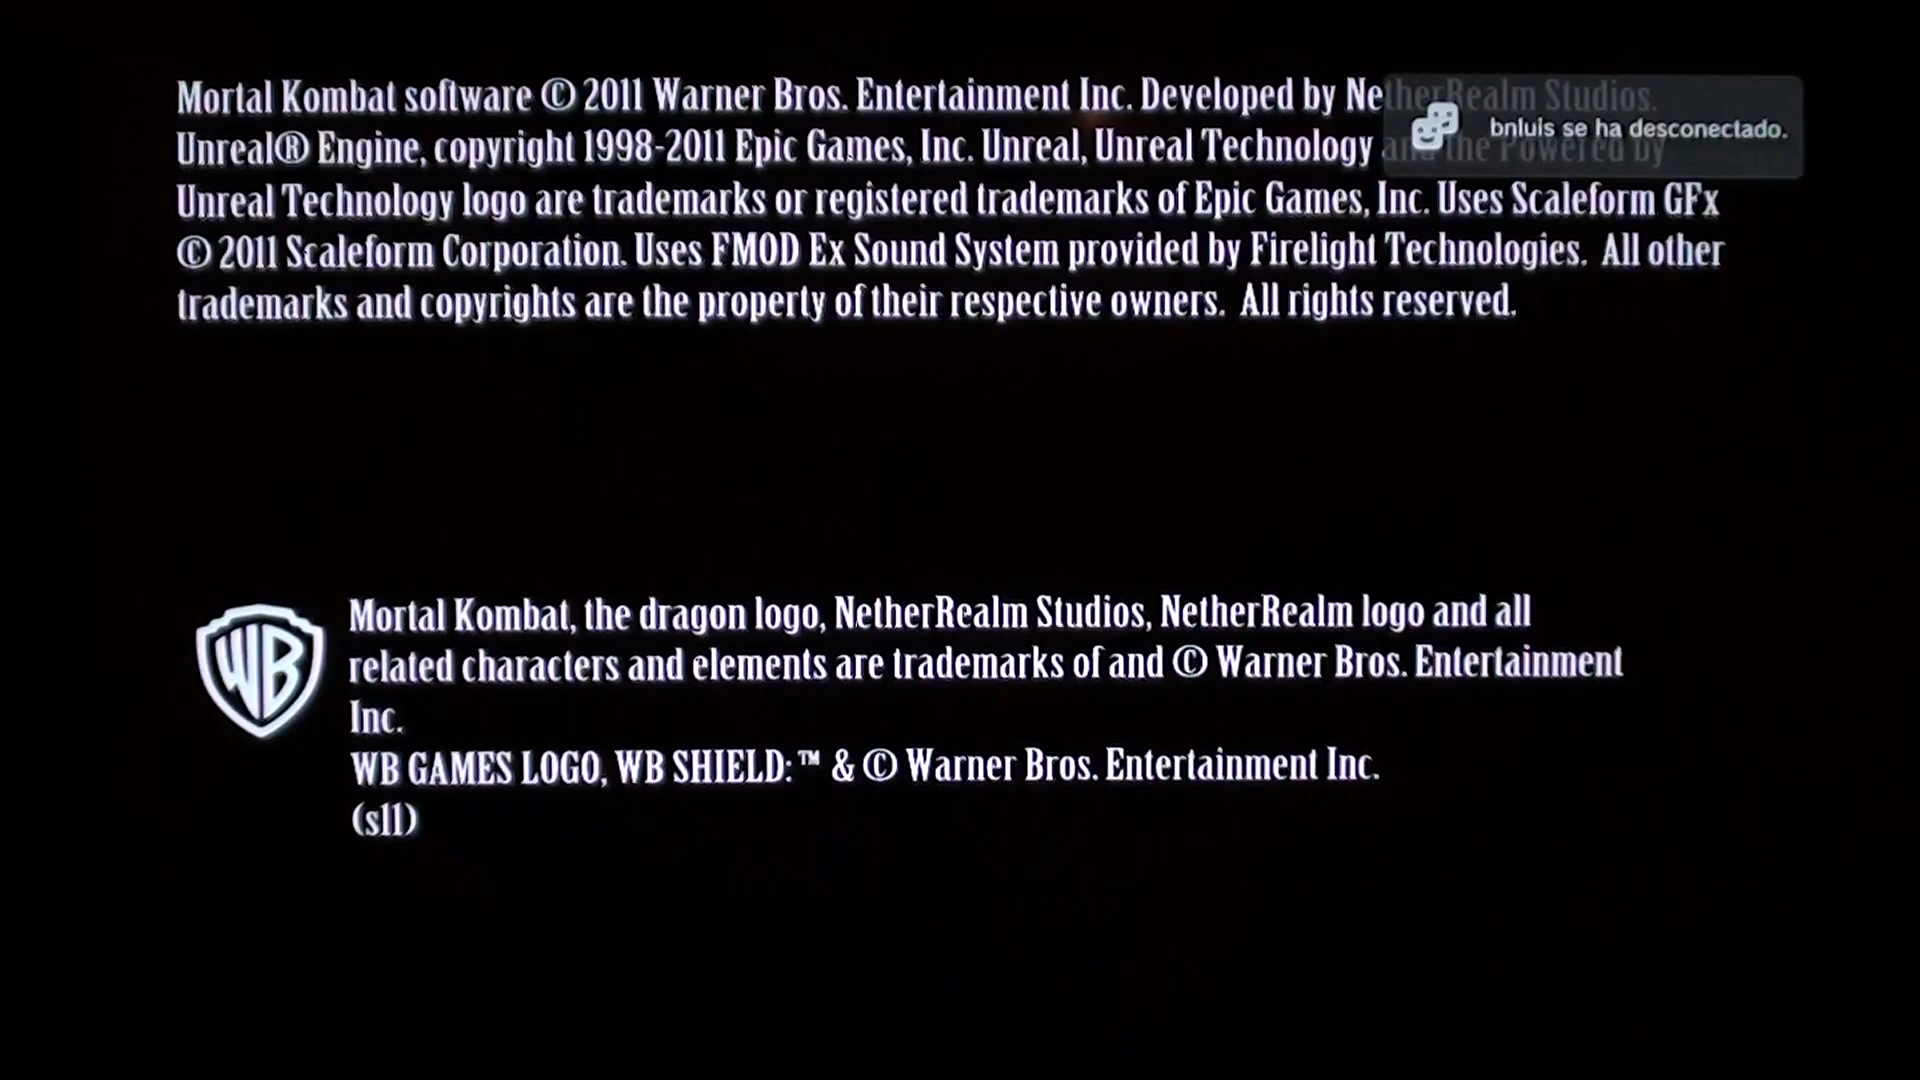 Mortal Kombat software © 2011 Warner Bros. Entertainment Inc. Developed by NetherRealm Studios.
bnluis se ha desconectado.
Unreal® Engine, copyright 1998-2011 Epic Games, Inc. Unreal, Unreal Technology and the Powered by
Unreal Technology logo are trademarks or registered trademarks of Epic Games, Inc. Uses Scaleform GFx
© 2011 Scaleform Corporation. Uses FMOD Ex Sound System provided by Firelight Technologies. All other
trademarks and copyrights are the property of their respective owners. All rights reserved.
WB
Mortal Kombat, the dragon logo, NetherRealm Studios, NetherRealm logo and all
related characters and elements are trademarks of and © Warner Bros. Entertainment
Inc.
WB GAMES LOGO, WB SHIELD: ™ & © Warner Bros. Entertainment Inc.
(s11)